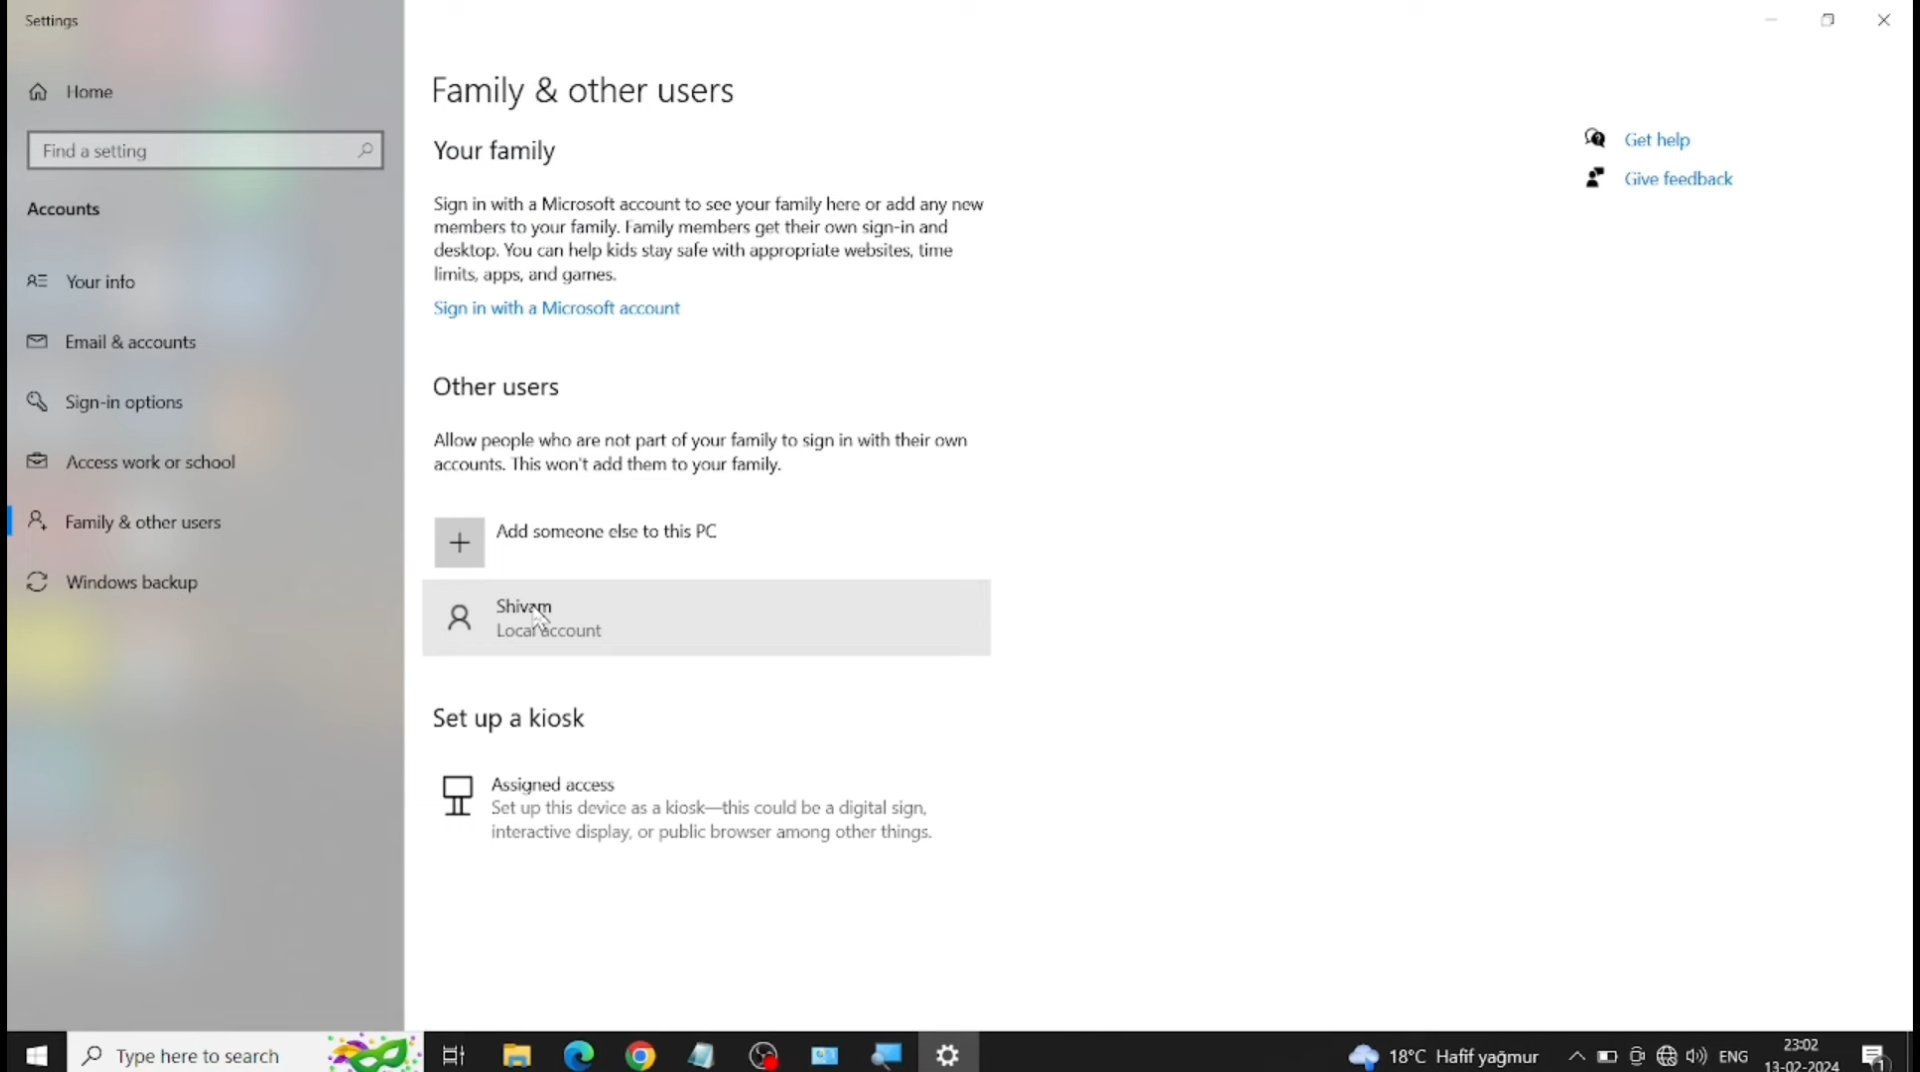 Settings
Home
Find a setting
Accounts
Your info
Email & accounts
Sign-in options
Access work or school
Family & other users
Windows backup
Family & other users
Your family
Sign in with a Microsoft account to see your family here or add any new
members to your family. Family members get their own sign-in and
desktop. You can help kids stay safe with appropriate websites, time
limits, apps, and games.
Sign in with a Microsoft account
Other users
Allow people who are not part of your family to sign in with their own
accounts. This won't add them to your family.
Add someone else to this PC
Shivam
Local account
Set up a kiosk
Assigned access
Set up this device as a kiosk—this could be a digital sign,
interactive display, or public browser among other things.
Get help
Give feedback
Type here to search
18°C Hafif yağmur
ENG
23:02
13-02-2024
1